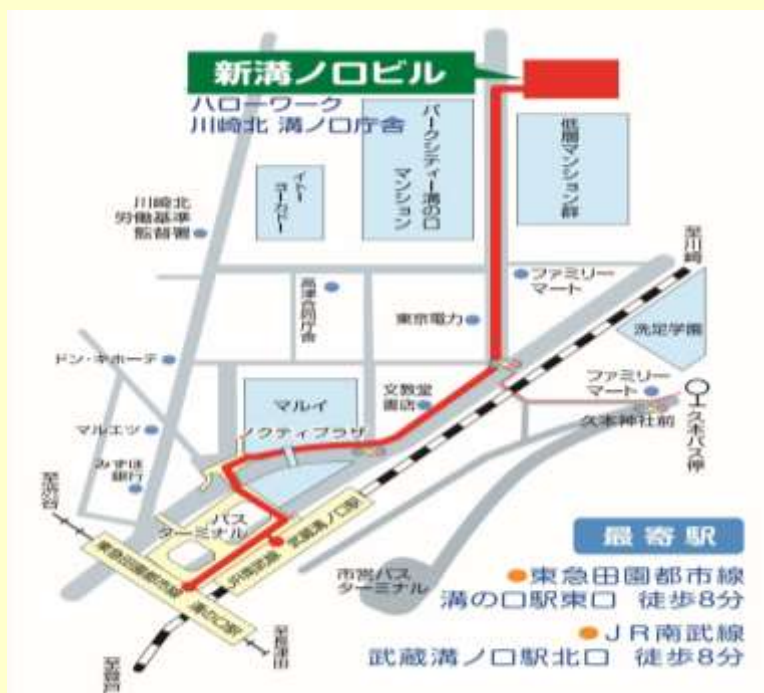 新溝ノ口ビル
ハローワーク
川崎北 溝ノ口庁舎
パークシティー溝の口
マンション
低層マンション群
イトー
ヨーカドー
川崎北
労働基準
監督署
至川崎
高津合同庁舎
東京電力
ファミリー
マート
洗足学園
ドン・キホーテ
マルイ
文教堂
書店
ファミリー
マート
マルエツ
ノクティプラザ
久本神社前
久本バス停
みずほ
銀行
至渋谷
バス
ターミナル
JR南武線 武蔵溝ノ口駅
東急田園都市線 溝の口駅
市営バス
ターミナル
至長津田
至登戸
最寄駅
●東急田園都市線
溝の口駅東口 徒歩8分
●JR南武線
武蔵溝ノ口駅北口 徒歩8分